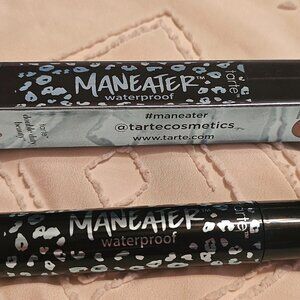 MANEATER™
waterproof
tarte
#maneater
@tartecosmetics
www.tarte.com
MANEATER™
waterproof
tarte